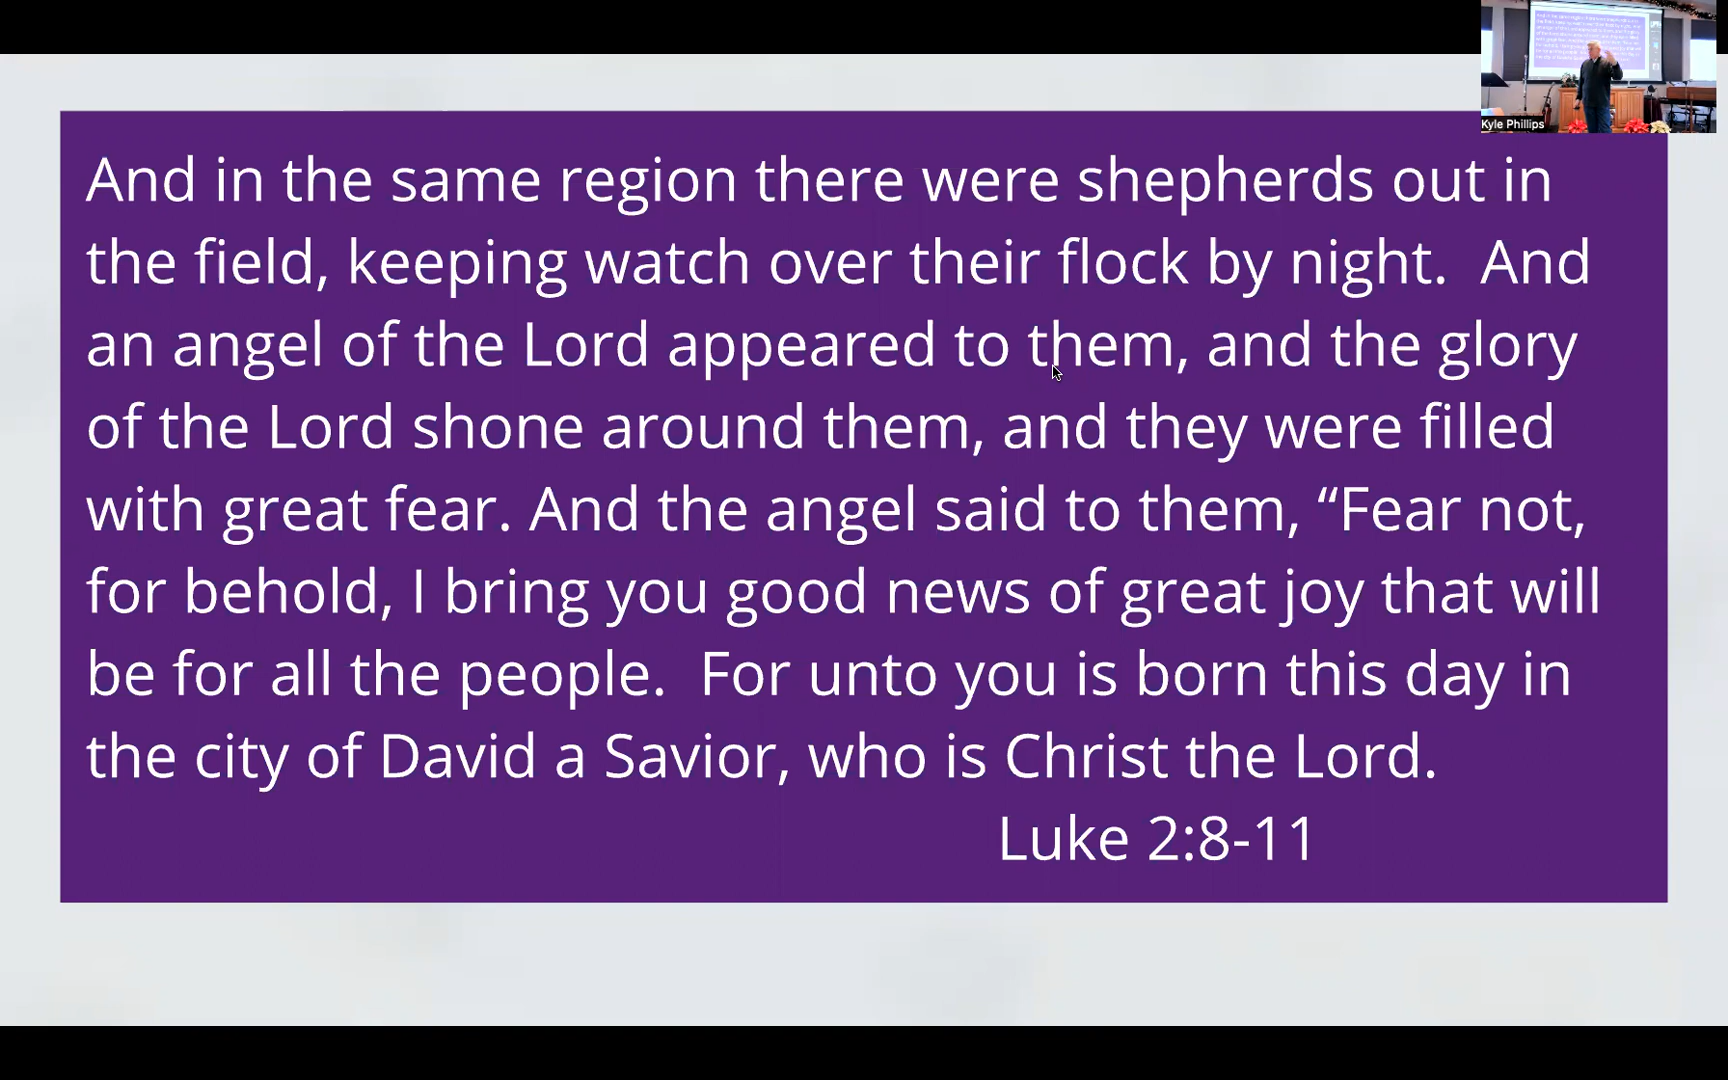 And in the same region there were shepherds out in
the field, keeping watch over their flock by night.  And
an angel of the Lord appeared to them, and the glory
of the Lord shone around them, and they were filled
with great fear. And the angel said to them, “Fear not,
for behold, I bring you good news of great joy that will
be for all the people.  For unto you is born this day in
the city of David a Savior, who is Christ the Lord.
Luke 2:8-11
Kyle Phillips